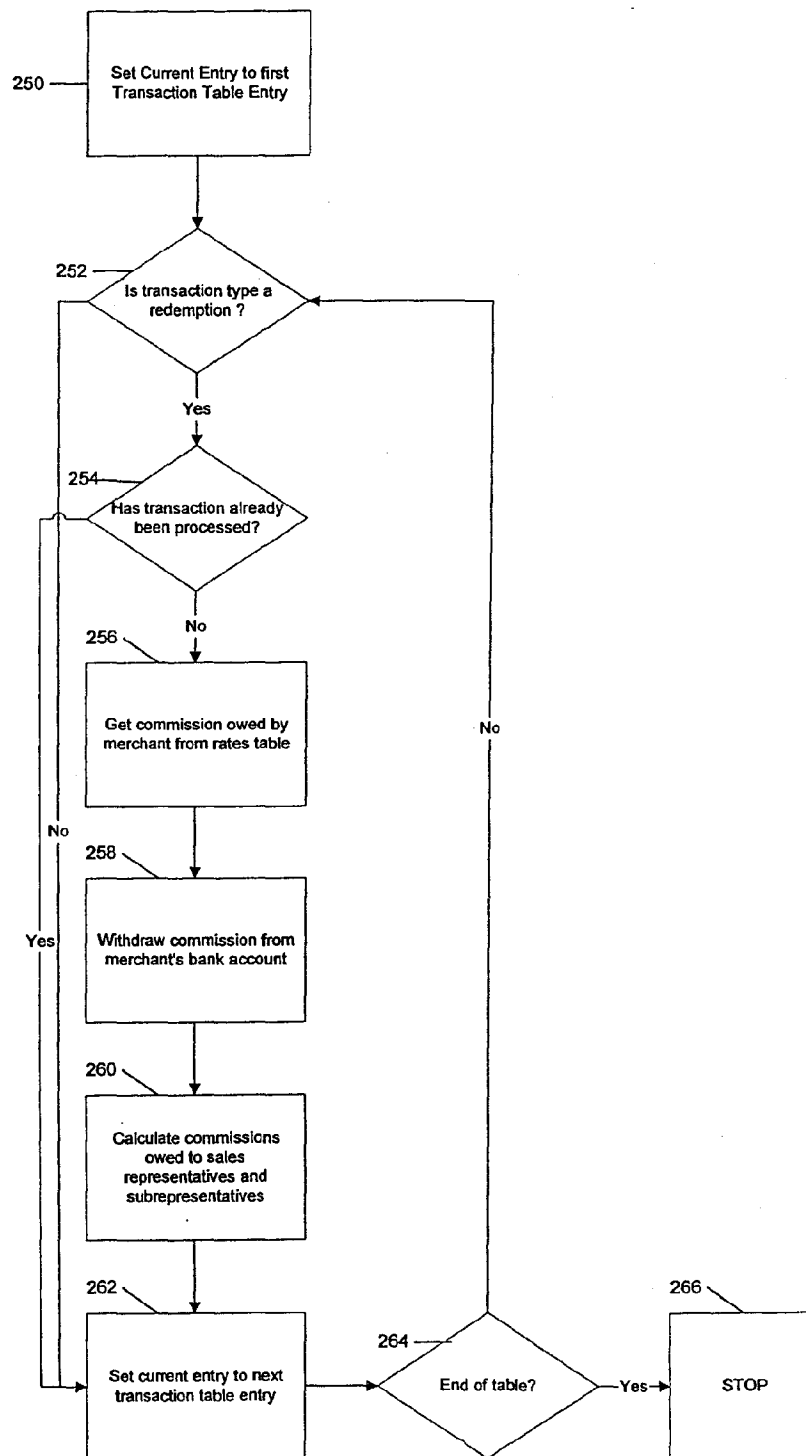 250
Set Current Entry to first
Transaction Table Entry
252
Is transaction type a
redemption ?
Yes
254
Has transaction already
been processed?
No
256
Get commission owed by
merchant from rates table
No
No
258
Yes
Withdraw commission from
merchant's bank account
260
Calculate commissions
owed to sales
representatives and
subrepresentatives
262
Set current entry to next
transaction table entry
264
End of table?
Yes
266
STOP